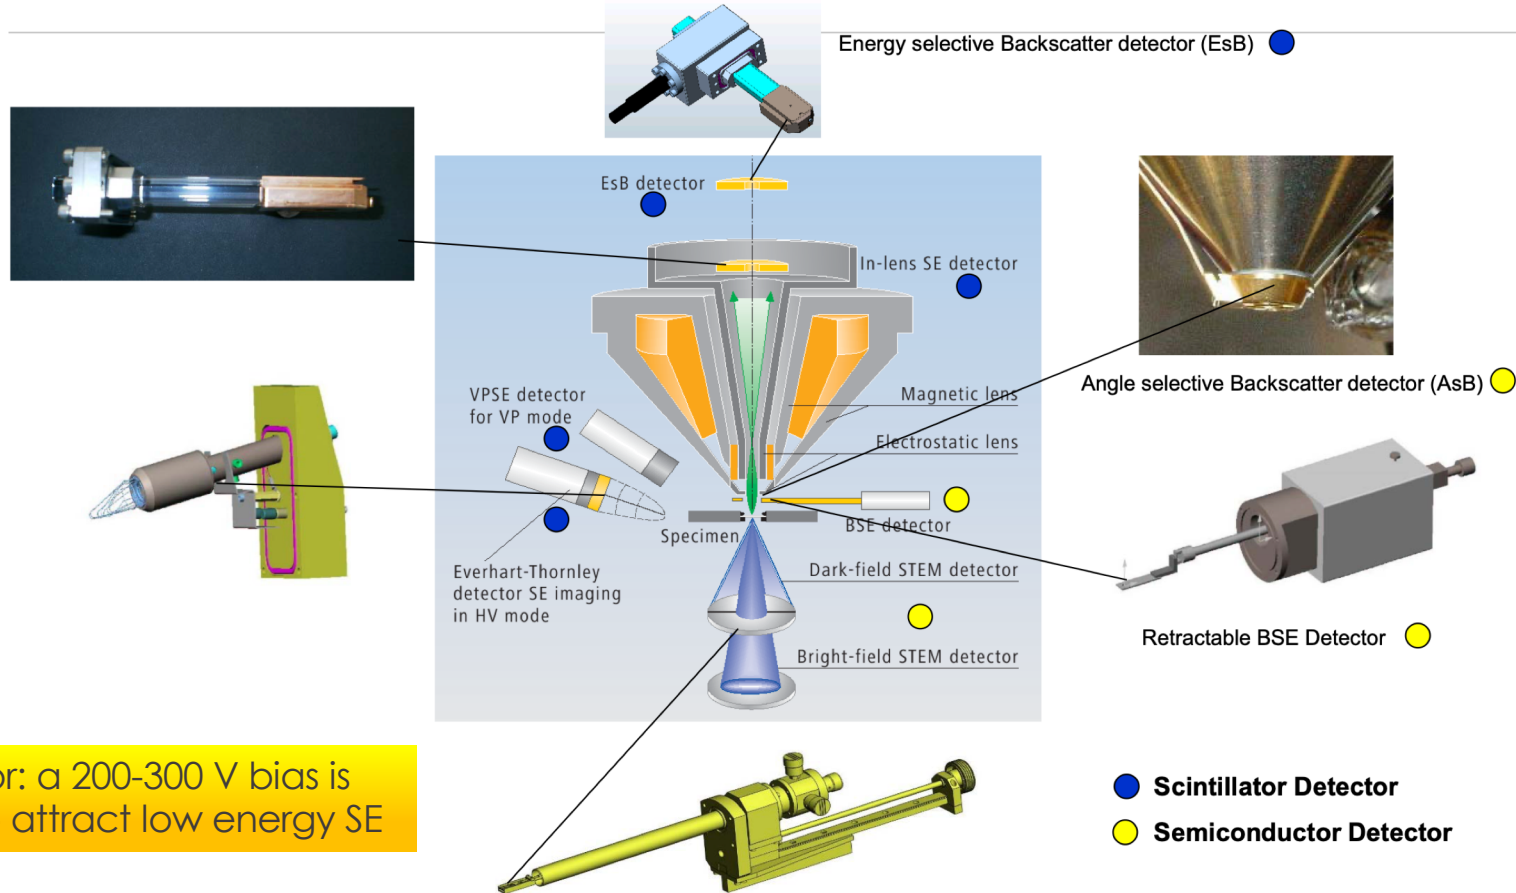 Energy selective Backscatter detector (EsB)
EsB detector
In-lens SE detector
Angle selective Backscatter detector (AsB)
VPSE detector
for VP mode
Magnetic lens
Electrostatic lens
BSE detector
Specimen
Everhart-Thornley
detector SE imaging
in HV mode
Dark-field STEM detector
Bright-field STEM detector
Retractable BSE Detector
or: a 200-300 V bias is
attract low energy SE
Scintillator Detector
Semiconductor Detector